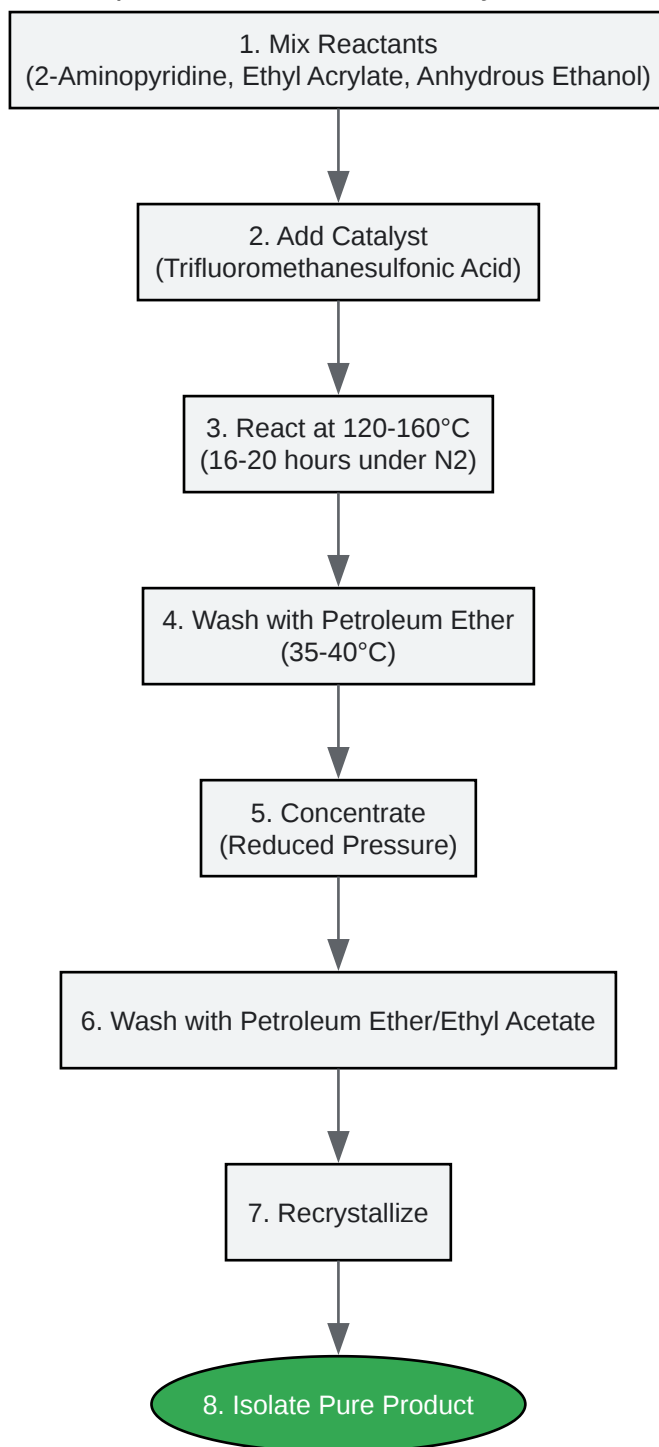 1. Mix Reactants
(2-Aminopyridine, Ethyl Acrylate, Anhydrous Ethanol)
2. Add Catalyst
(Trifluoromethanesulfonic Acid)
3. React at 120-160°C
(16-20 hours under N2)
4. Wash with Petroleum Ether
(35-40°C)
5. Concentrate
(Reduced Pressure)
6. Wash with Petroleum Ether/Ethyl Acetate
7. Recrystallize
8. Isolate Pure Product